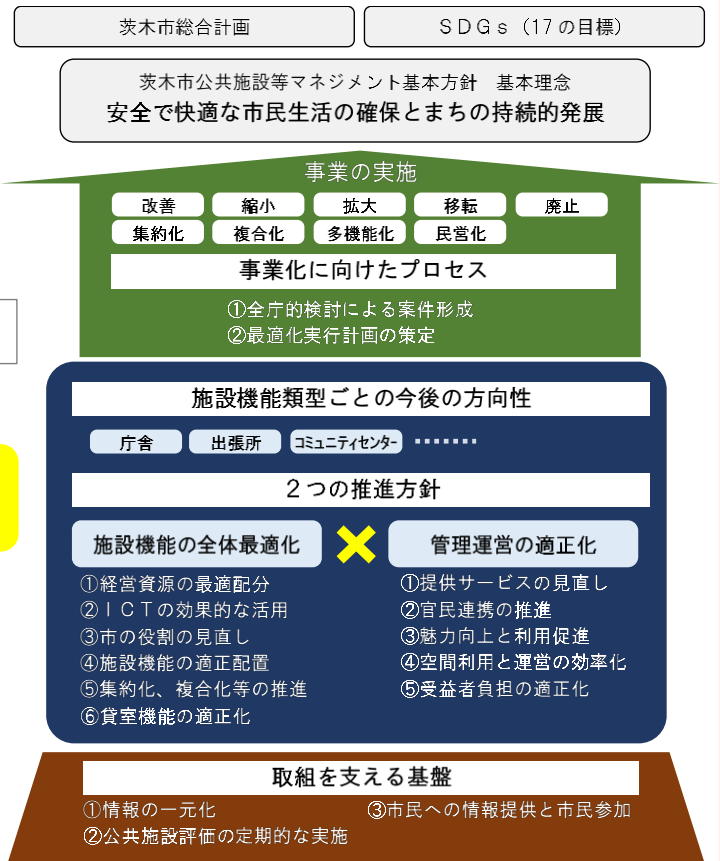 茨木市総合計画
ＳＤＧｓ（17の目標）
茨木市公共施設等マネジメント基本方針　基本理念
安全で快適な市民生活の確保とまちの持続的発展
事業の実施
改善 縮小 拡大 移転 廃止
集約化 複合化 多機能化 民営化
事業化に向けたプロセス
①全庁的検討による案件形成
②最適化実行計画の策定
施設機能類型ごとの今後の方向性
庁舎 出張所 コミュニティセンター ･･･････
２つの推進方針
施設機能の全体最適化
①経営資源の最適配分
②ＩＣＴの効果的な活用
③市の役割の見直し
④施設機能の適正配置
⑤集約化、複合化等の推進
⑥貸室機能の適正化
管理運営の適正化
①提供サービスの見直し
②官民連携の推進
③魅力向上と利用促進
④空間利用と運営の効率化
⑤受益者負担の適正化
取組を支える基盤
①情報の一元化
②公共施設評価の定期的な実施
③市民への情報提供と市民参加